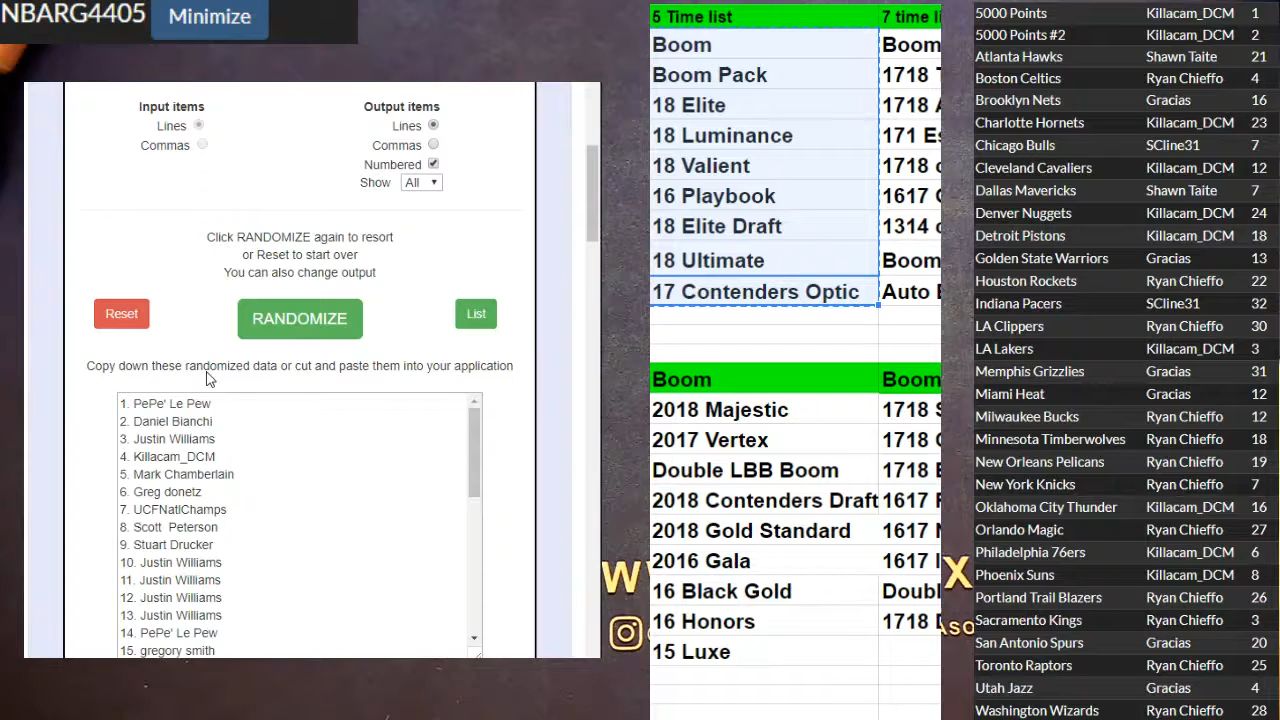 NBARG4405
Minimize
Input items
Lines
Commas
Output items
Lines
Commas
Numbered
Show All
Click RANDOMIZE again to resort
or Reset to start over
You can also change output
Reset
RANDOMIZE
List
Copy down these randomized data or cut and paste them into your application
1. PePe' Le Pew
2. Daniel Bianchi
3. Justin Williams
4. Killacam_DCM
5. Mark Chamberlain
6. Greg donetz
7. UCFNatlChamps
8. Scott  Peterson
9. Stuart Drucker
10. Justin Williams
11. Justin Williams
12. Justin Williams
13. Justin Williams
14. PePe' Le Pew
15. gregory smith
5 Time list
Boom
Boom Pack
18 Elite
18 Luminance
18 Valient
16 Playbook
18 Elite Draft
18 Ultimate
17 Contenders Optic
Boom
2018 Majestic
2017 Vertex
Double LBB Boom
2018 Contenders Draft
2018 Gold Standard
2016 Gala
16 Black Gold
16 Honors
15 Luxe
7 time li
Boom
1718
1718
171 Es
1718
1617
1314
Boom
Auto
Boom
1718
1718
1718
1617
1617
1617
Doub
1718
W
X
5000 Points Killacam_DCM 1
5000 Points #2 Killacam_DCM 2
Atlanta Hawks Shawn Taite 21
Boston Celtics Ryan Chieffo 4
Brooklyn Nets Gracias 16
Charlotte Hornets Killacam_DCM 23
Chicago Bulls SCline31 7
Cleveland Cavaliers Killacam_DCM 12
Dallas Mavericks Shawn Taite 7
Denver Nuggets Killacam_DCM 24
Detroit Pistons Killacam_DCM 18
Golden State Warriors Gracias 13
Houston Rockets Ryan Chieffo 22
Indiana Pacers SCline31 32
LA Clippers Ryan Chieffo 30
LA Lakers Killacam_DCM 3
Memphis Grizzlies Gracias 31
Miami Heat Gracias 12
Milwaukee Bucks Ryan Chieffo 12
Minnesota Timberwolves Ryan Chieffo 18
New Orleans Pelicans Ryan Chieffo 19
New York Knicks Ryan Chieffo 7
Oklahoma City Thunder Killacam_DCM 16
Orlando Magic Ryan Chieffo 27
Philadelphia 76ers Killacam_DCM 6
Phoenix Suns Killacam_DCM 8
Portland Trail Blazers Ryan Chieffo 26
Sacramento Kings Ryan Chieffo 3
San Antonio Spurs Gracias 20
Toronto Raptors Ryan Chieffo 25
Utah Jazz Gracias 4
Washington Wizards Ryan Chieffo 28